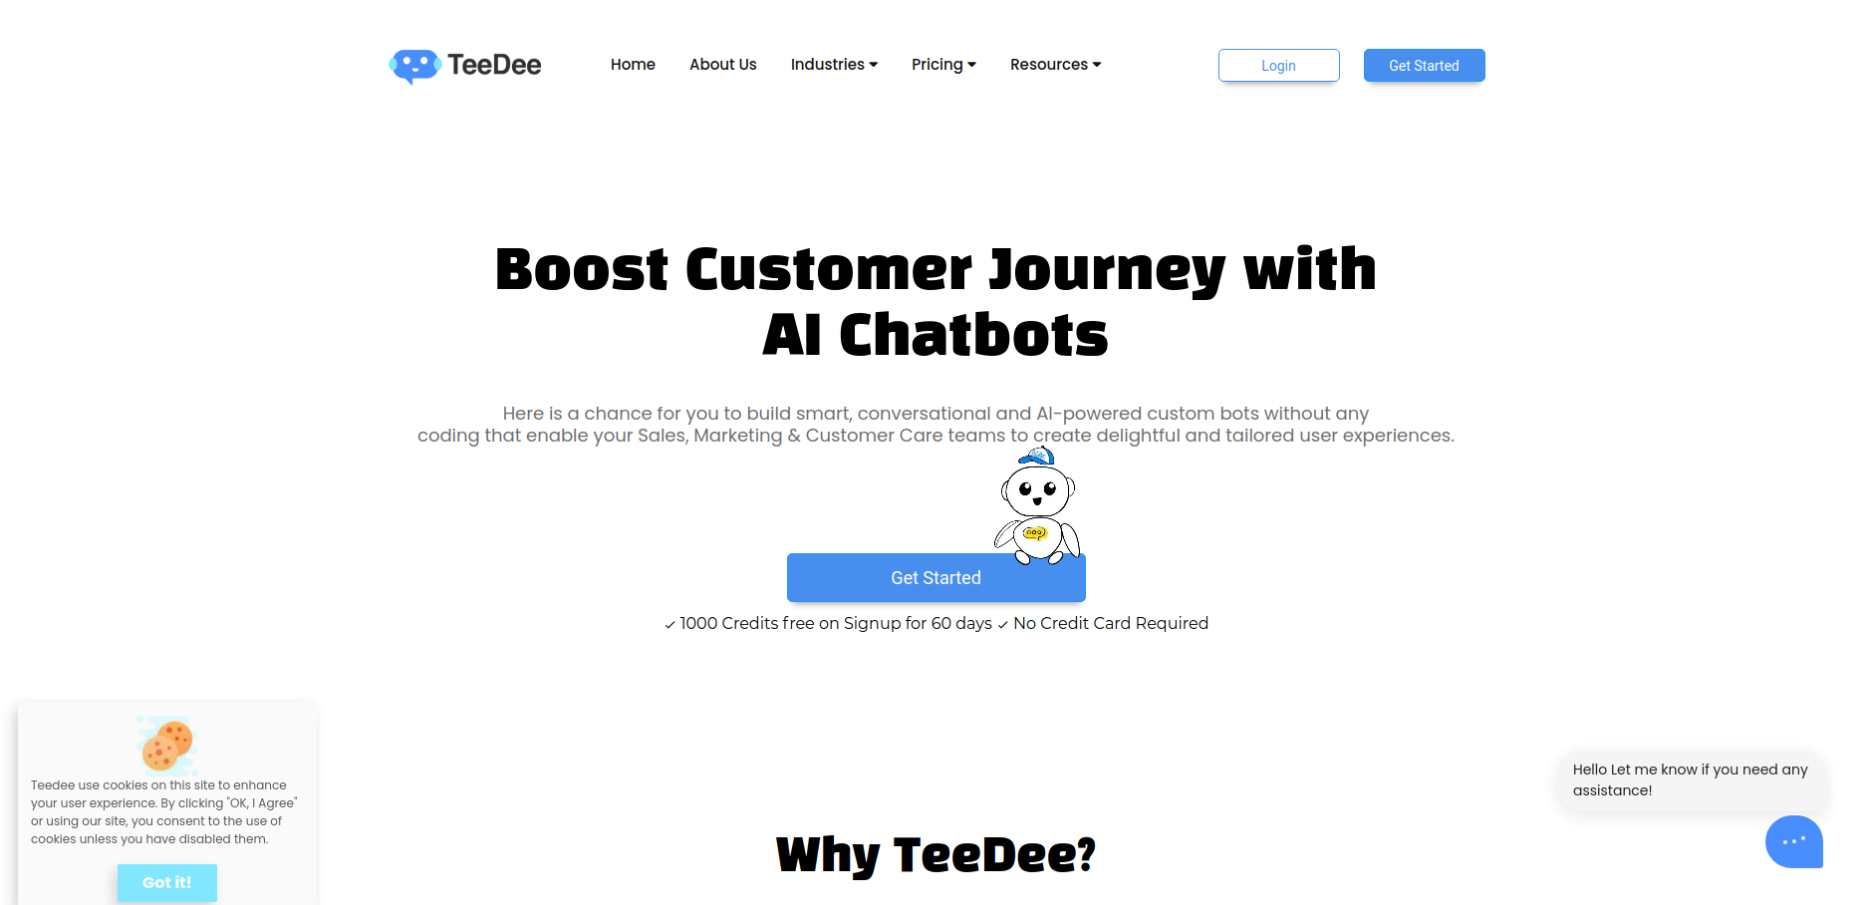 TeeDee
Home
About Us
Industries
Pricing
Resources
Login
Get Started
Boost Customer Journey with
AI Chatbots
Here is a chance for you to build smart, conversational and AI-powered custom bots without any
coding that enable your Sales, Marketing & Customer Care teams to create delightful and tailored user experiences.
Get Started
✓ 1000 Credits free on Signup for 60 days ✓ No Credit Card Required
Teedee use cookies on this site to enhance
your user experience. By clicking "OK, I Agree"
or using our site, you consent to the use of
cookies unless you have disabled them.
Got it!
Hello Let me know if you need any
assistance!
Why TeeDee?